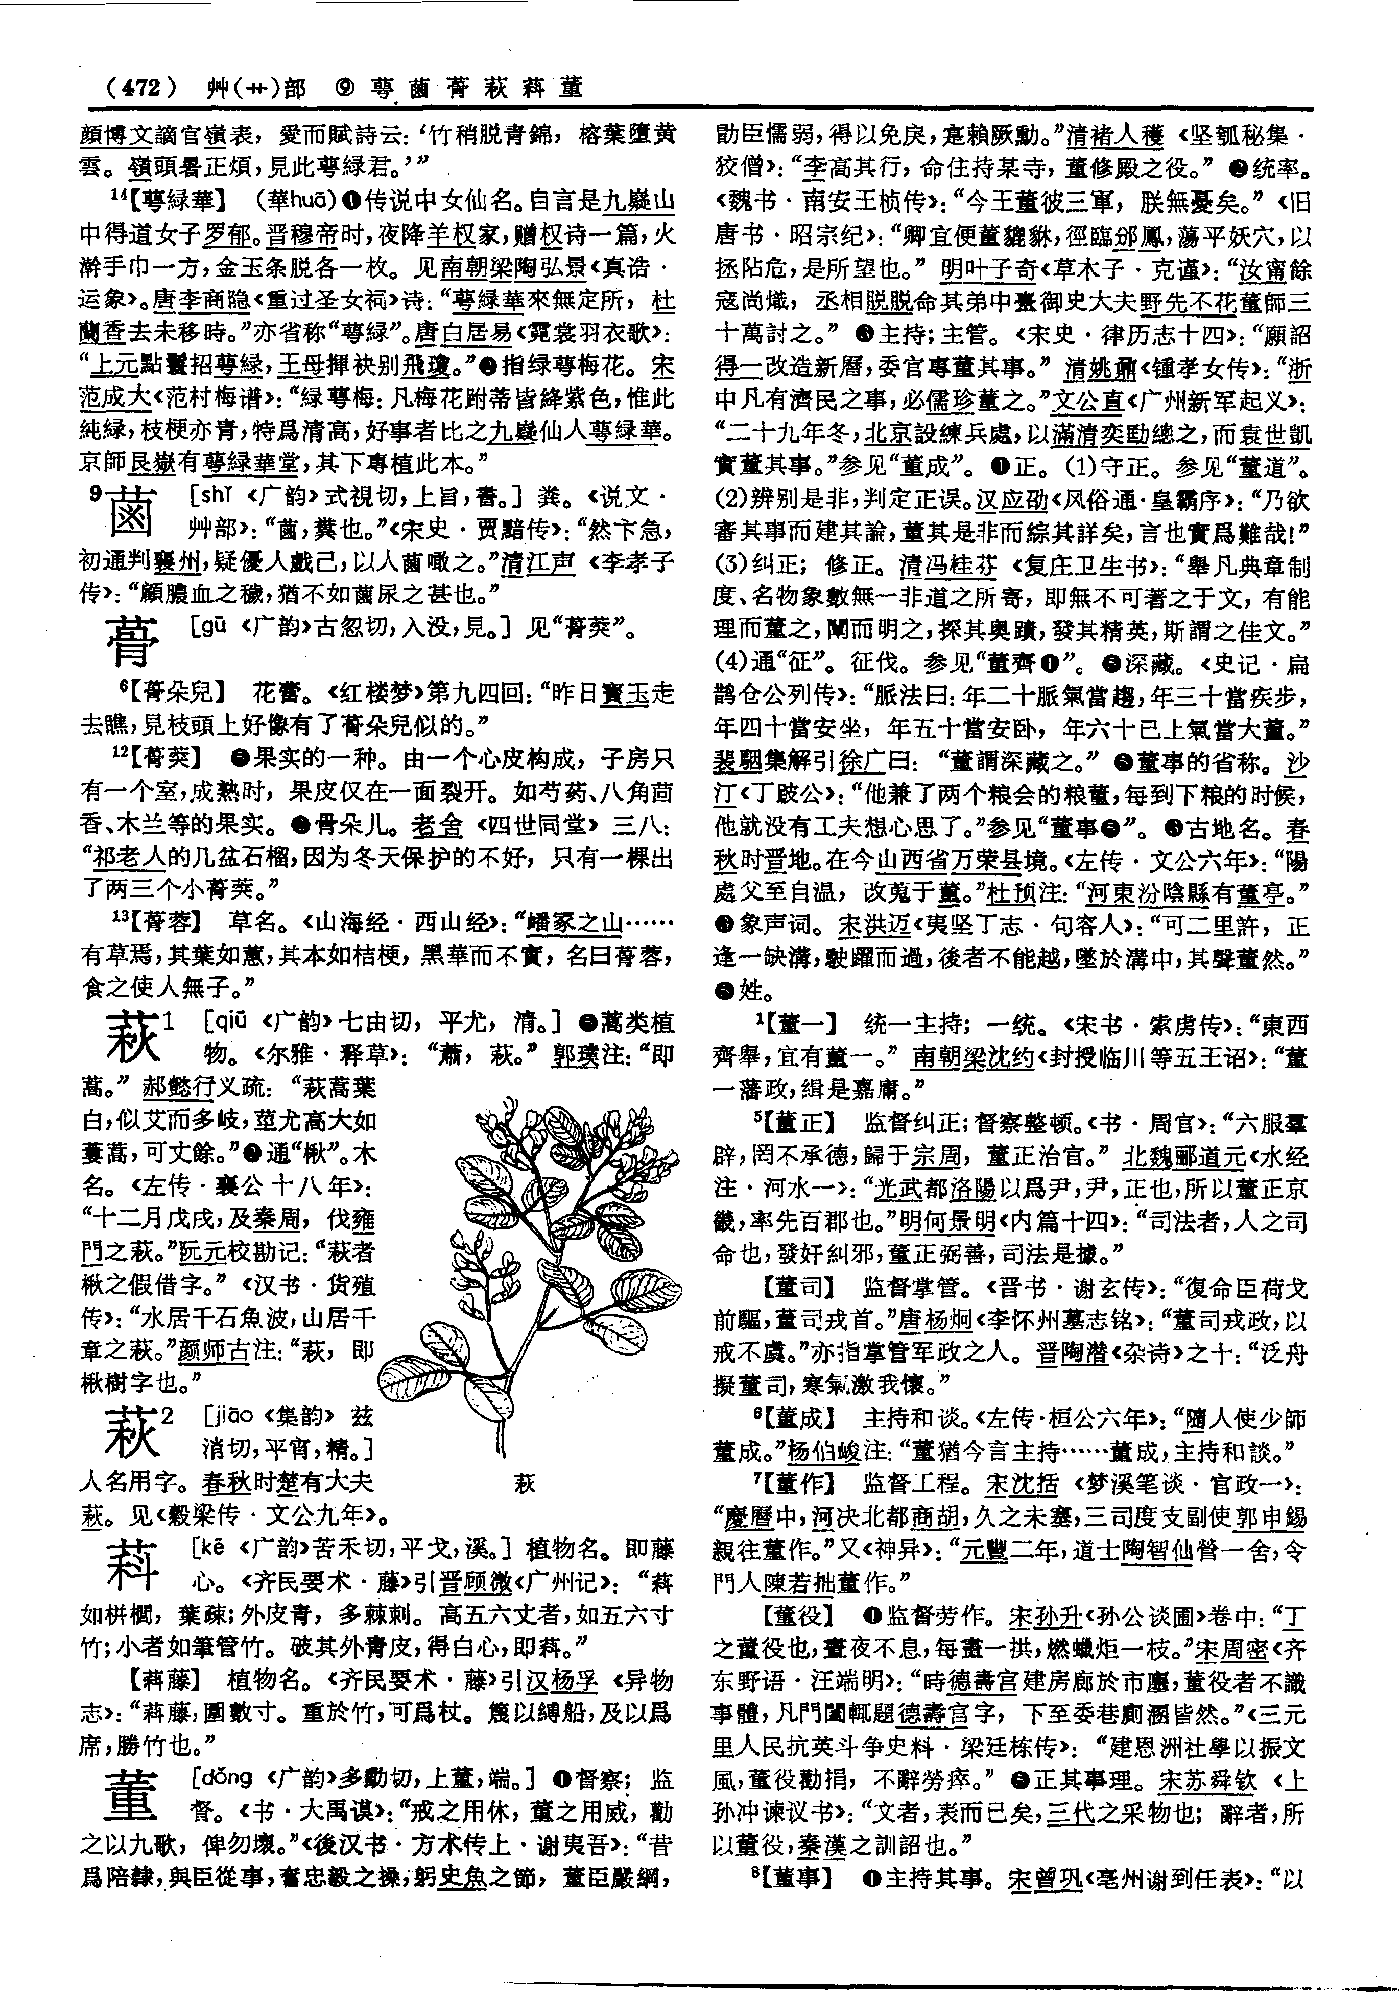 (472) 艸(艹)部 ⑨ 萼菡蓇萩萪董
顔博文謫官嶺表，愛而賦詩云：‘竹稍脱青錦，榕葉墮黄
雲。嶺頭暑正煩，見此萼緑君。’”
14【萼緑華】 (華huā)❶传说中女仙名。自言是九嶷山
中得道女子罗郁。晋穆帝时，夜降羊权家，赠权诗一篇，火
澣手巾一方，金玉条脱各一枚。见南朝梁陶弘景《真诰·
运象》。唐李商隐《重过圣女祠》诗：“萼緑華來無定所，杜
蘭香去未移時。”亦省称“萼緑”。唐白居易《霓裳羽衣歌》：
“上元點鬟招萼緑，王母揮袂别飛瓊。”❷指绿萼梅花。宋
范成大《范村梅谱》：“緑萼梅：凡梅花跗蒂皆絳紫色，惟此
純緑，枝梗亦青，特爲清高，好事者比之九嶷仙人萼緑華。
京師艮嶽有萼緑華堂，其下專植此本。”
9 菡 [shǐ《广韵》式視切，上旨，書。] 粪。《说文·
艸部》：“菡，糞也。”《宋史·贾黯传》：“然卞急，
初通判襄州，疑優人戲己，以人菡噉之。”清江声《李孝子
传》：“顧膿血之穢，猶不如菡尿之甚也。”
蓇 [gū《广韵》古忽切，入没，見。] 见“蓇葖”。
6【蓇朵兒】 花蕾。《红楼梦》第九四回：“昨日寶玉走
去瞧，見枝頭上好像有了蓇朵兒似的。”
12【蓇葖】 ❶果实的一种。由一个心皮构成，子房只
有一个室，成熟时，果皮仅在一面裂开。如芍药、八角茴
香、木兰等的果实。❷骨朵儿。老舍《四世同堂》三八：
“祁老人的几盆石榴，因为冬天保护的不好，只有一棵出
了两三个小蓇葖。”
13【蓇蓉】 草名。《山海经·西山经》：“嶓冢之山……
有草焉，其葉如蕙，其本如桔梗，黑華而不實，名曰蓇蓉，
食之使人無子。”
萩1 [qiū《广韵》七由切，平尤，清。] ❶蒿类植
物。《尔雅·释草》：“蕭，萩。”郭璞注：“即
蒿。”郝懿行义疏：“萩蒿葉
白，似艾而多岐，莖尤高大如
蔞蒿，可丈餘。”❷通“楸”。木
名。《左传·襄公十八年》：
“十二月戊戌，及秦周，伐雍
門之萩。”阮元校勘记：“萩者
楸之假借字。”《汉书·货殖
传》：“水居千石魚波，山居千
章之萩。”颜师古注：“萩，即
楸樹字也。”
萩2 [jiāo《集韵》兹
消切，平宵，精。]
人名用字。春秋时楚有大夫
萩。见《穀梁传·文公九年》。
萩
萪 [kē《广韵》苦禾切，平戈，溪。] 植物名。即藤
心。《齐民要术·藤》引晋顾微《广州记》：“萪
如栟櫚，葉疎；外皮青，多棘刺。高五六丈者，如五六寸
竹；小者如筆管竹。破其外青皮，得白心，即萪。”
【萪藤】 植物名。《齐民要术·藤》引汉杨孚《异物
志》：“萪藤，圍數寸。重於竹，可爲杖。篾以縛船，及以爲
席，勝竹也。”
董 [dǒng《广韵》多動切，上董，端。] ❶督察；监
督。《书·大禹谟》：“戒之用休，董之用威，勸
之以九歌，俾勿壞。”《後汉书·方术传上·谢夷吾》：“昔
爲陪隸，與臣從事，奮忠毅之操，躬史魚之節，董臣嚴綱，
勖臣懦弱，得以免戾，寔賴厥勳。”清褚人穫《坚瓠秘集·
狡僧》：“李高其行，命住持某寺，董修殿之役。”❷统率。
《魏书·南安王桢传》：“今王董彼三軍，朕無憂矣。”《旧
唐书·昭宗纪》：“卿宜便董貔貅，徑臨邠鳳，蕩平妖穴，以
拯阽危，是所望也。”明叶子奇《草木子·克谨》：“汝甯餘
寇尚熾，丞相脱脱命其弟中臺御史大夫野先不花董師三
十萬討之。”❸主持；主管。《宋史·律历志十四》：“願詔
得一改造新曆，委官專董其事。”清姚鼐《锺孝女传》：“浙
中凡有濟民之事，必儒珍董之。”文公直《广州新军起义》：
“二十九年冬，北京設練兵處，以滿清奕劻總之，而袁世凱
實董其事。”参见“董成”。❹正。(1)守正。参见“董道”。
(2)辨别是非，判定正误。汉应劭《风俗通·皇霸序》：“乃欲
審其事而建其論，董其是非而綜其詳矣，言也實爲難哉！”
(3)纠正；修正。清冯桂芬《复庄卫生书》：“舉凡典章制
度、名物象數無一非道之所寄，即無不可著之于文，有能
理而董之，闡而明之，探其奥賾，發其精英，斯謂之佳文。”
(4)通“征”。征伐。参见“董齊❶”。❺深藏。《史记·扁
鹊仓公列传》：“脈法曰：年二十脈氣當趨，年三十當疾步，
年四十當安坐，年五十當安卧，年六十已上氣當大董。”
裴駰集解引徐广曰：“董謂深藏之。”❻董事的省称。沙
汀《丁跛公》：“他兼了两个粮会的粮董，每到下粮的时候，
他就没有工夫想心思了。”参见“董事❷”。❼古地名。春
秋时晋地。在今山西省万荣县境。《左传·文公六年》：“陽
處父至自温，改蒐于董。”杜预注：“河東汾陰縣有董亭。”
❽象声词。宋洪迈《夷坚丁志·句容人》：“可二里許，正
逢一缺溝，駛躍而過，後者不能越，墜於溝中，其聲董然。”
❾姓。
1【董一】 统一主持；一统。《宋书·索虏传》：“東西
齊舉，宜有董一。”南朝梁沈约《封授临川等五王诏》：“董
一藩政，緝是嘉庸。”
5【董正】 监督纠正；督察整顿。《书·周官》：“六服羣
辟，罔不承德，歸于宗周，董正治官。”北魏郦道元《水经
注·河水一》：“光武都洛陽以爲尹，尹，正也，所以董正京
畿，率先百郡也。”明何景明《内篇十四》：“司法者，人之司
命也，發好糾邪，董正弼善，司法是據。”
【董司】 监督掌管。《晋书·谢玄传》：“復命臣荷戈
前驅，董司戎首。”唐杨炯《李怀州墓志铭》：“董司戎政，以
戒不虞。”亦指掌管军政之人。晋陶潜《杂诗》之十：“泛舟
擬董司，寒氣激我懷。”
6【董成】 主持和谈。《左传·桓公六年》：“隨人使少師
董成。”杨伯峻注：“董猶今言主持……董成，主持和談。”
7【董作】 监督工程。宋沈括《梦溪笔谈·官政一》：
“慶曆中，河决北都商胡，久之未塞，三司度支副使郭申錫
親往董作。”又《神异》：“元豐二年，道士陶智仙營一舍，令
門人陳若拙董作。”
【董役】 ❶监督劳作。宋孙升《孙公谈圃》卷中：“丁
之董役也，晝夜不息，每畫一栱，燃蠟炬一枝。”宋周密《齐
东野语·汪端明》：“時德壽宫建房廊於市廛，董役者不識
事體，凡門闔輒題德壽宫字，下至委巷厠溷皆然。”《三元
里人民抗英斗争史料·梁廷栋传》：“建恩洲社學以振文
風，董役勸捐，不辭勞瘁。”❷正其事理。宋苏舜钦《上
孙冲谏议书》：“文者，表而已矣，三代之采物也；辭者，所
以董役，秦漢之訓詔也。”
8【董事】 ❶主持其事。宋曾巩《亳州谢到任表》：“以